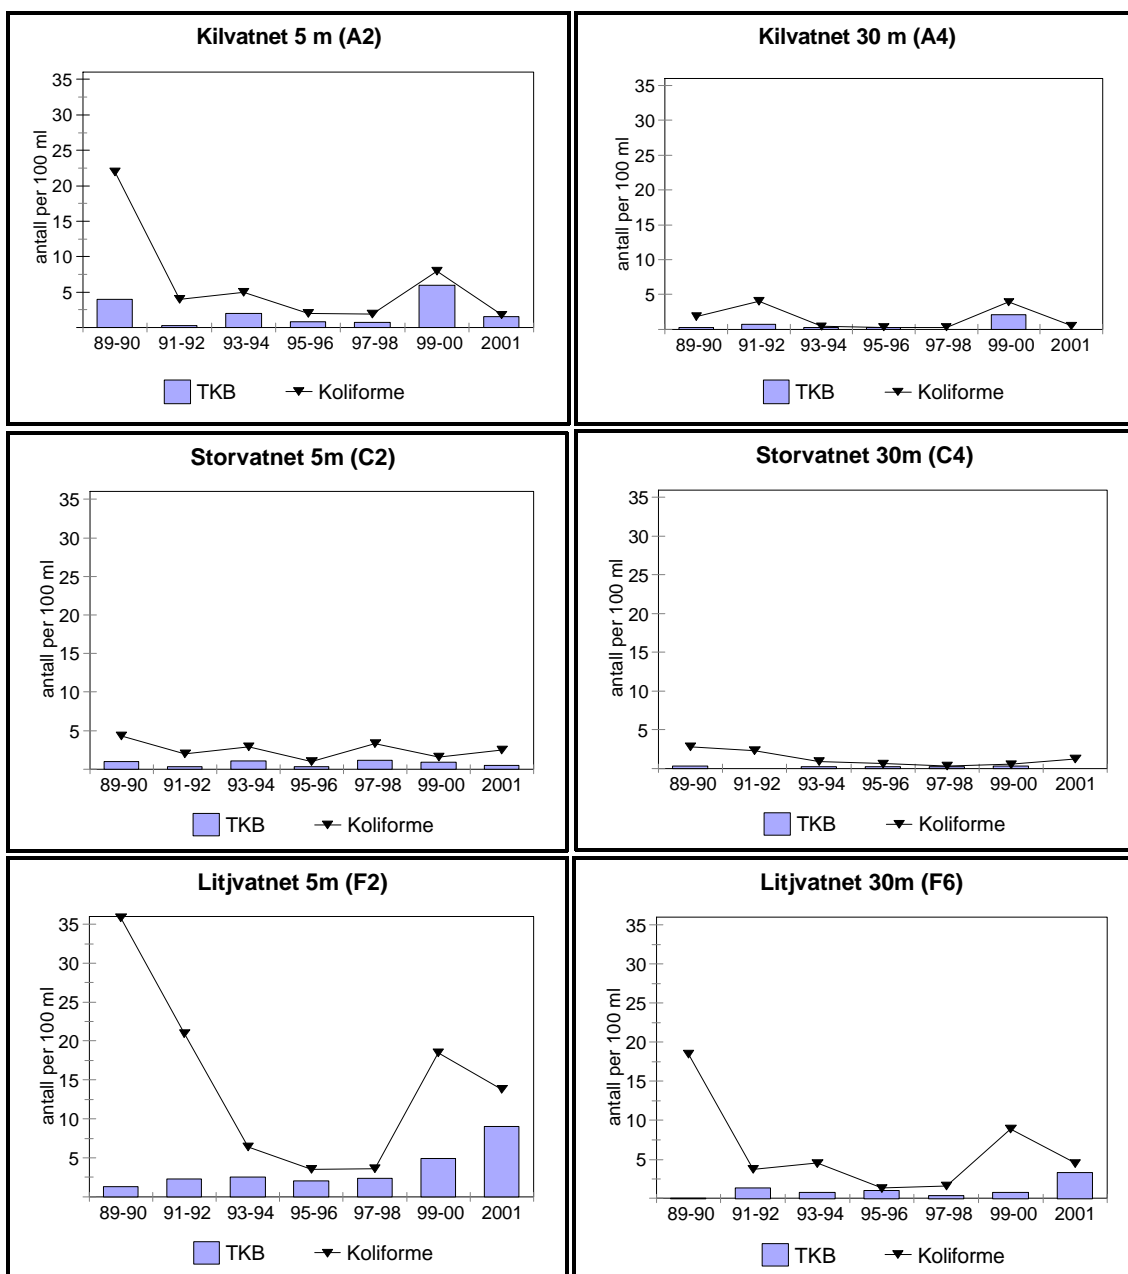 Kilvatnet 5 m (A2)
antall per 100 ml
35
30
25
20
15
10
5
89-90 91-92 93-94 95-96 97-98 99-00 2001
TKB Koliforme
Kilvatnet 30 m (A4)
antall per 100 ml
35
30
25
20
15
10
5
89-90 91-92 93-94 95-96 97-98 99-00 2001
TKB Koliforme
Storvatnet 5m (C2)
antall per 100 ml
35
30
25
20
15
10
5
89-90 91-92 93-94 95-96 97-98 99-00 2001
TKB Koliforme
Storvatnet 30m (C4)
antall per 100 ml
35
30
25
20
15
10
5
89-90 91-92 93-94 95-96 97-98 99-00 2001
TKB Koliforme
Litjvatnet 5m (F2)
antall per 100 ml
35
30
25
20
15
10
5
89-90 91-92 93-94 95-96 97-98 99-00 2001
TKB Koliforme
Litjvatnet 30m (F6)
antall per 100 ml
35
30
25
20
15
10
5
89-90 91-92 93-94 95-96 97-98 99-00 2001
TKB Koliforme